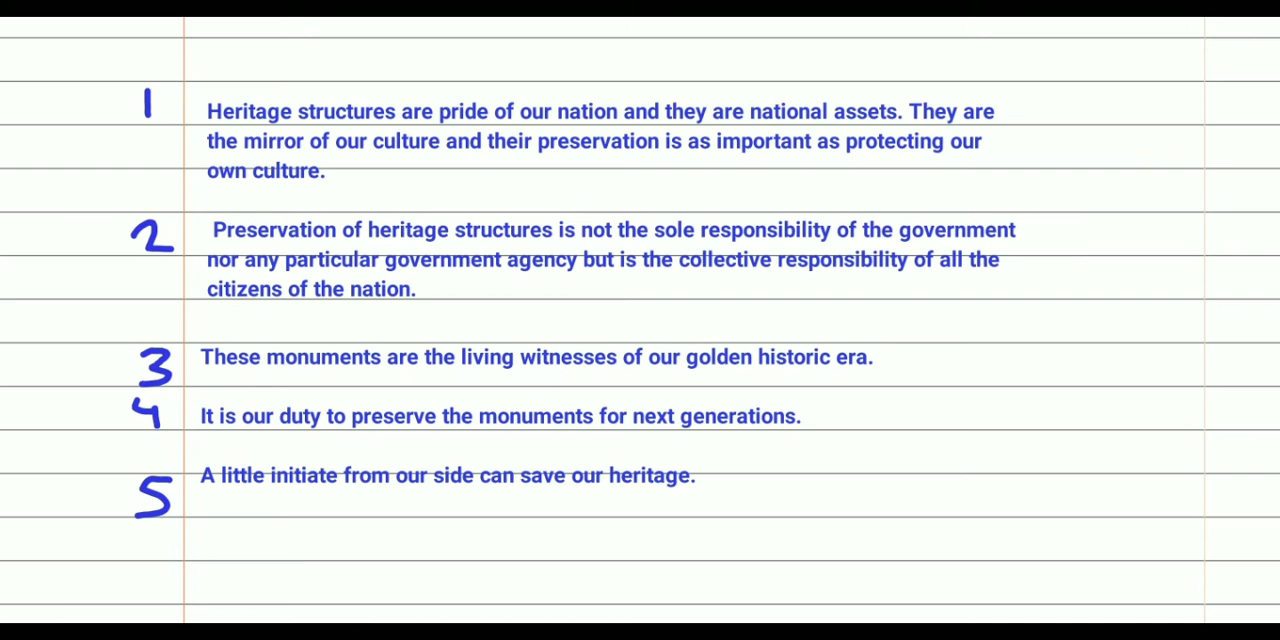 1 Heritage structures are pride of our nation and they are national assets. They are
the mirror of our culture and their preservation is as important as protecting our
own culture.
2 Preservation of heritage structures is not the sole responsibility of the government
nor any particular government agency but is the collective responsibility of all the
citizens of the nation.
3 These monuments are the living witnesses of our golden historic era.
4 It is our duty to preserve the monuments for next generations.
5 A little initiate from our side can save our heritage.